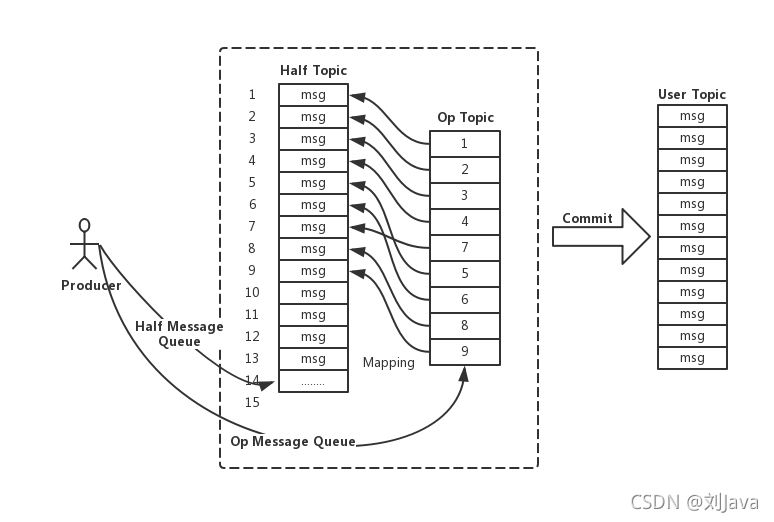 Half Topic
1
2
3
4
5
6
7
8
9
10
11
12
13
14
15
msg
msg
msg
msg
msg
msg
msg
msg
msg
msg
msg
msg
msg
........
Op Topic
1
2
3
4
7
5
6
8
9
Mapping
Producer
Half Message
Queue
Op Message Queue
Commit
User Topic
msg
msg
msg
msg
msg
msg
msg
msg
msg
msg
msg
msg
CSDN @刘Java